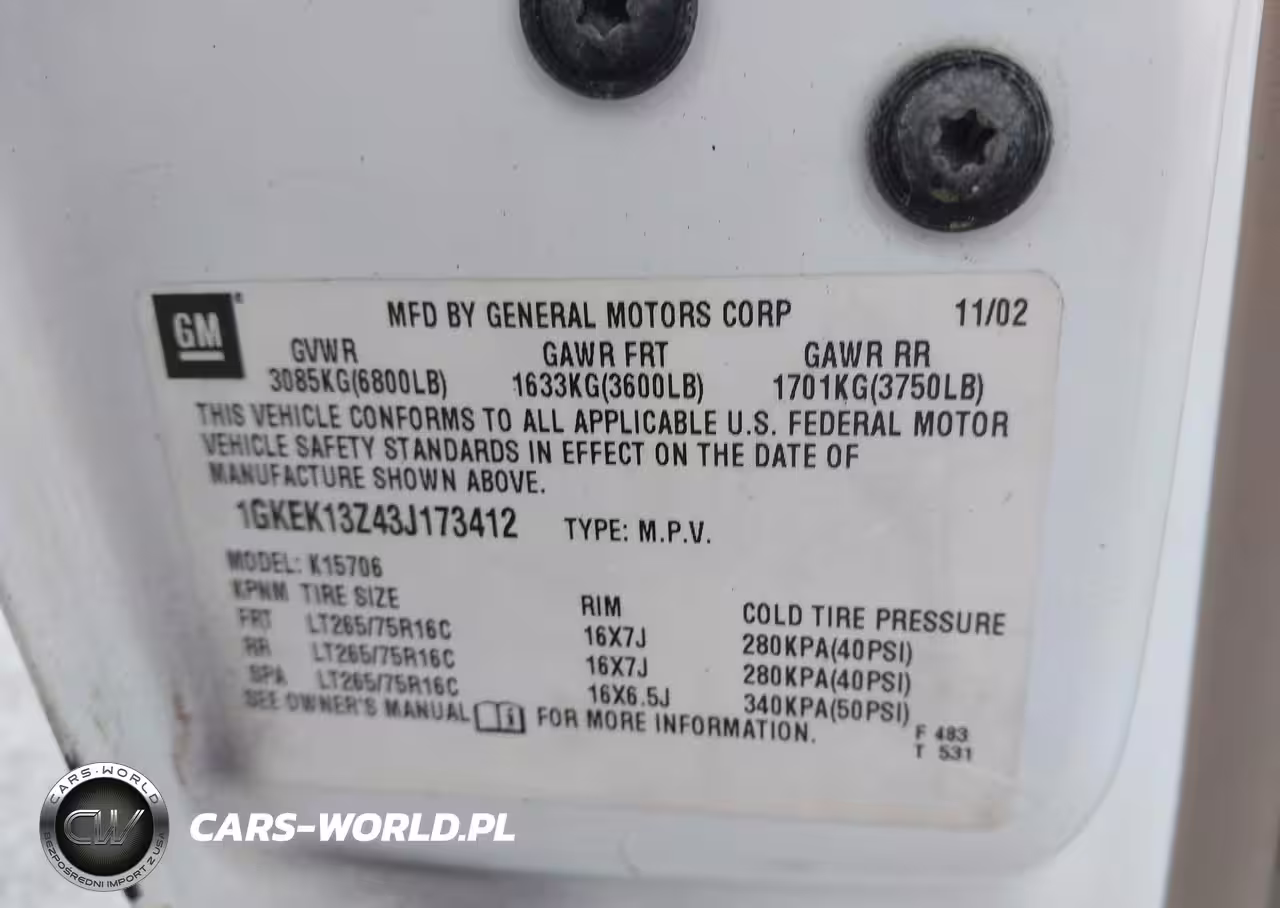 GM
MFD BY GENERAL MOTORS CORP 11/02
GVWR GAWR FRT GAWR RR
3085KG(6800LB) 1633KG(3600LB) 1701KG(3750LB)
THIS VEHICLE CONFORMS TO ALL APPLICABLE U.S. FEDERAL MOTOR
VEHICLE SAFETY STANDARDS IN EFFECT ON THE DATE OF
MANUFACTURE SHOWN ABOVE.
1GKEK13Z43J173412 TYPE: M.P.V.
MODEL: K15706
KPNM TIRE SIZE RIM COLD TIRE PRESSURE
FRT LT265/75R16C 16X7J 280KPA(40PSI)
RR LT265/75R16C 16X7J 280KPA(40PSI)
SPA LT265/75R16C 16X6.5J 340KPA(50PSI)
SEE OWNER'S MANUAL FOR MORE INFORMATION.
F 483
T 531
CARS-WORLD
CW
BEZPOŚREDNI IMPORT Z USA
CARS-WORLD.PL